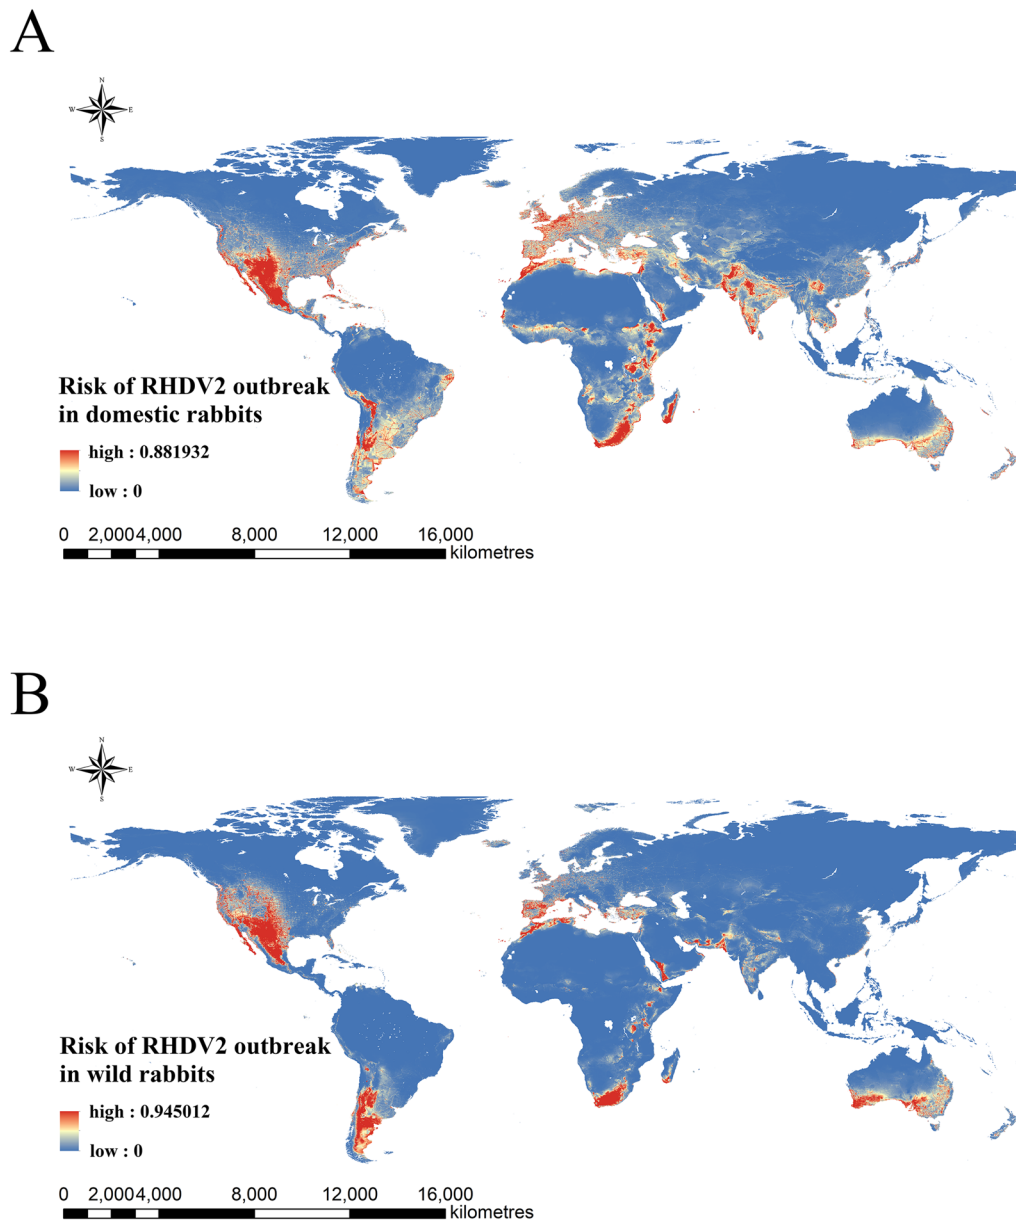 A
N
W E
S
Risk of RHDV2 outbreak
in domestic rabbits
high : 0.881932
low : 0
0 2,000 4,000 8,000 12,000 16,000
kilometres
B
N
W E
S
Risk of RHDV2 outbreak
in wild rabbits
high : 0.945012
low : 0
0 2,000 4,000 8,000 12,000 16,000
kilometres